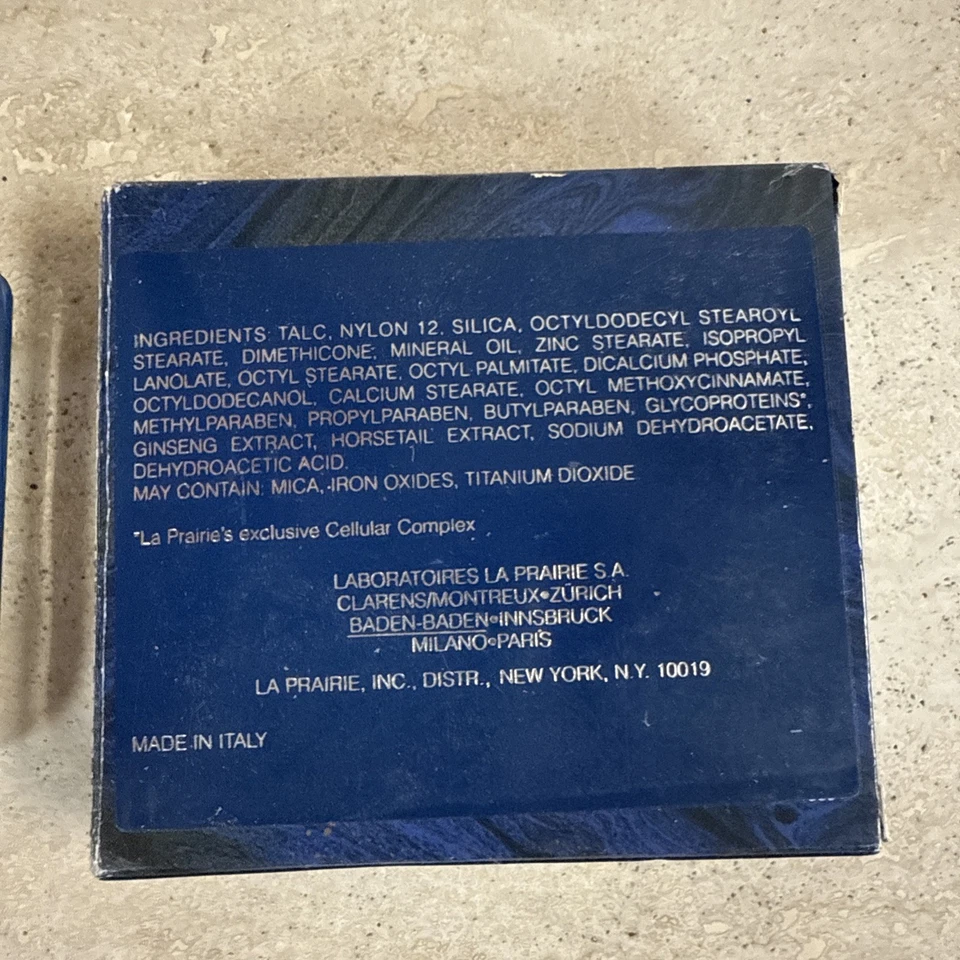 INGREDIENTS: TALC, NYLON 12, SILICA, OCTYLDODECYL STEAROYL
STEARATE, DIMETHICONE, MINERAL OIL, ZINC STEARATE, ISOPROPYL
LANOLATE, OCTYL STEARATE, OCTYL PALMITATE, DICALCIUM PHOSPHATE,
OCTYLDODECANOL, CALCIUM STEARATE, OCTYL METHOXYCINNAMATE,
METHYLPARABEN, PROPYLPARABEN, BUTYLPARABEN, GLYCOPROTEINS*,
GINSENG EXTRACT, HORSETAIL EXTRACT, SODIUM DEHYDROACETATE,
DEHYDROACETIC ACID.
MAY CONTAIN: MICA, IRON OXIDES, TITANIUM DIOXIDE
*La Prairie's exclusive Cellular Complex
LABORATOIRES LA PRAIRIE S.A.
CLARENS/MONTREUX•ZÜRICH
BADEN-BADEN•INNSBRUCK
MILANO•PARIS
LA PRAIRIE, INC., DISTR., NEW YORK, N.Y. 10019
MADE IN ITALY